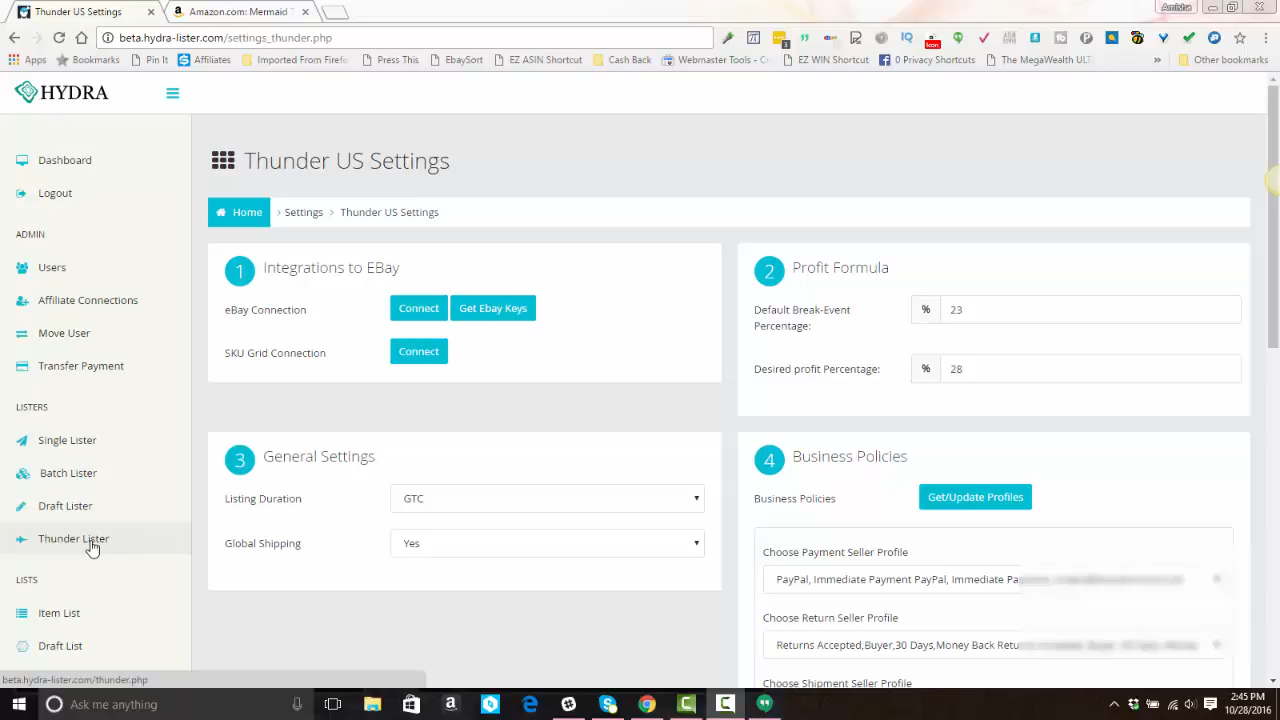 Thunder US Settings
Amazon.com: Mermaid T
beta.hydra-lister.com/settings_thunder.php
Apps Bookmarks Pin It Affiliates Imported From Firefo Press This EbaySort EZ ASIN Shortcut Cash Back Webmaster Tools - C EZ WIN Shortcut 0 Privacy Shortcuts The MegaWealth ULT » Other bookmarks
HYDRA
Dashboard
Logout
ADMIN
Users
Affiliate Connections
Move User
Transfer Payment
LISTERS
Single Lister
Batch Lister
Draft Lister
Thunder Lister
LISTS
Item List
Draft List
Thunder US Settings
Home > Settings > Thunder US Settings
1 Integrations to EBay
eBay Connection Connect Get Ebay Keys
SKU Grid Connection Connect
2 Profit Formula
Default Break-Event
Percentage:
% 23
Desired profit Percentage: % 28
3 General Settings
Listing Duration GTC
Global Shipping Yes
4 Business Policies
Business Policies Get/Update Profiles
Choose Payment Seller Profile
PayPal, Immediate Payment PayPal, Immediate Pa
Choose Return Seller Profile
Returns Accepted,Buyer,30 Days,Money Back Retu
Choose Shipment Seller Profile
beta.hydra-lister.com/thunder.php
Ask me anything
2:45 PM
10/28/2016